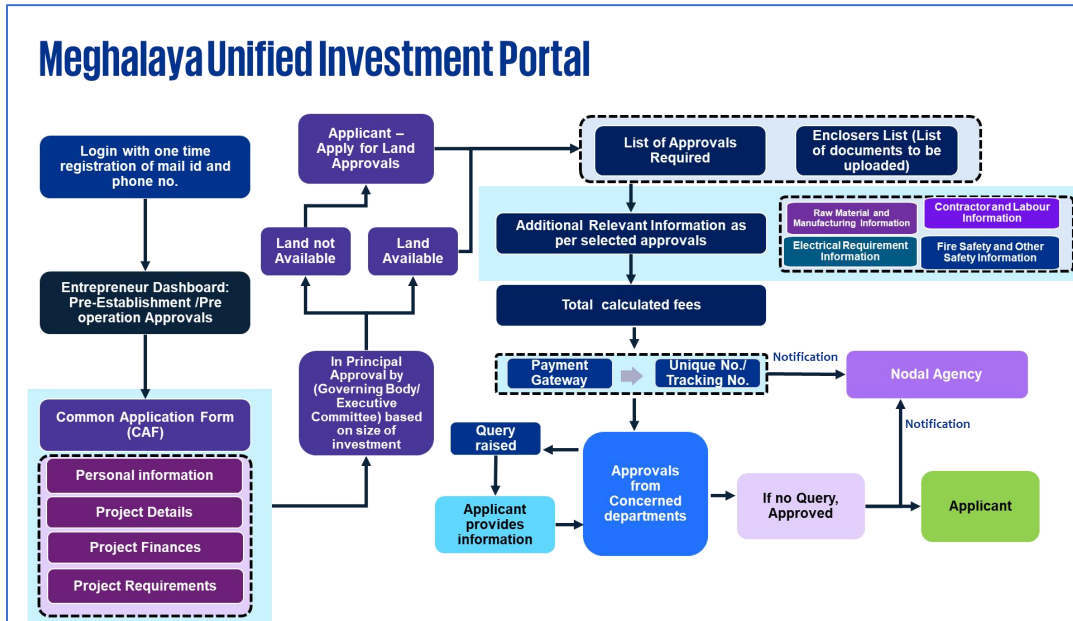 Meghalaya Unified Investment Portal
Login with one time
registration of mail id and
phone no.
Entrepreneur Dashboard:
Pre-Establishment /Pre
operation Approvals
Common Application Form
(CAF)
Personal information
Project Details
Project Finances
Project Requirements
In Principal
Approval by
(Governing Body/
Executive
Committee) based
on size of
investment
Land not
Available
Land
Available
Applicant –
Apply for Land
Approvals
List of Approvals
Required
Enclosers List (List
of documents to be
uploaded)
Additional Relevant Information as
per selected approvals
Raw Material and
Manufacturing Information
Contractor and Labour
Information
Electrical Requirement
Information
Fire Safety and Other
Safety Information
Total calculated fees
Payment
Gateway
Unique No./
Tracking No.
Notification
Nodal Agency
Notification
Query
raised
Applicant
provides
information
Approvals
from
Concerned
departments
If no Query,
Approved
Applicant